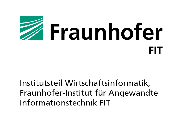 Fraunhofer
FIT
Institutsteil Wirtschaftsinformatik,
Fraunhofer-Institut für Angewandte
Informationstechnik FIT